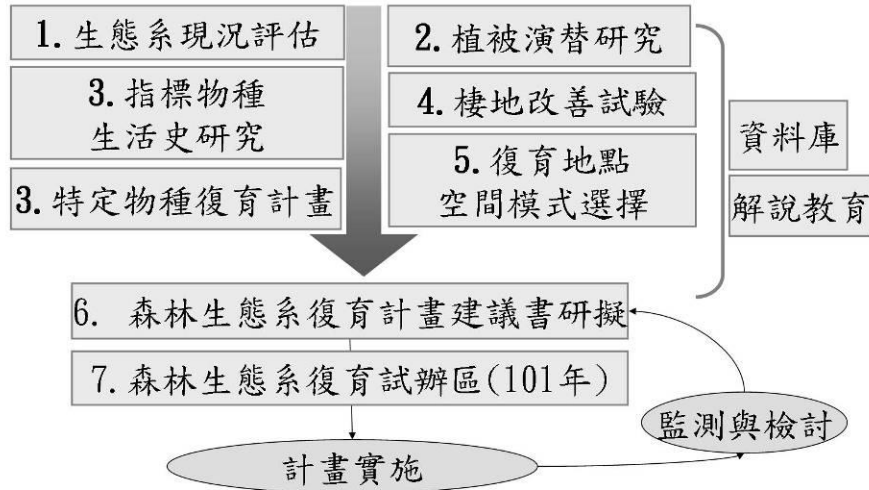 1. 生態系現況評估
2. 植被演替研究
3. 指標物種
生活史研究
4. 棲地改善試驗
3. 特定物種復育計畫
5. 復育地點
空間模式選擇
資料庫
解說教育
6. 森林生態系復育計畫建議書研擬
7. 森林生態系復育試辦區(101年)
監測與檢討
計畫實施